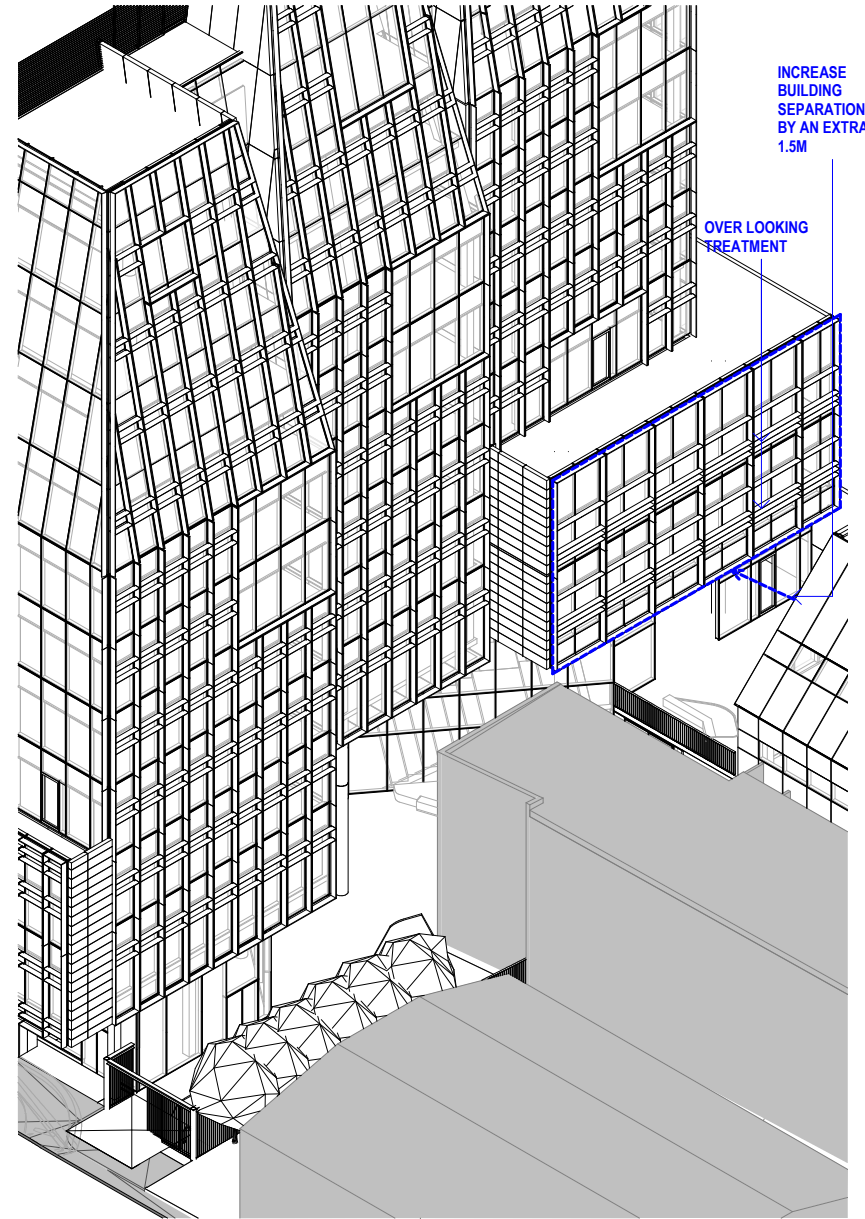 INCREASE
BUILDING
SEPARATION
BY AN EXTRA
1.5M
OVER LOOKING
TREATMENT